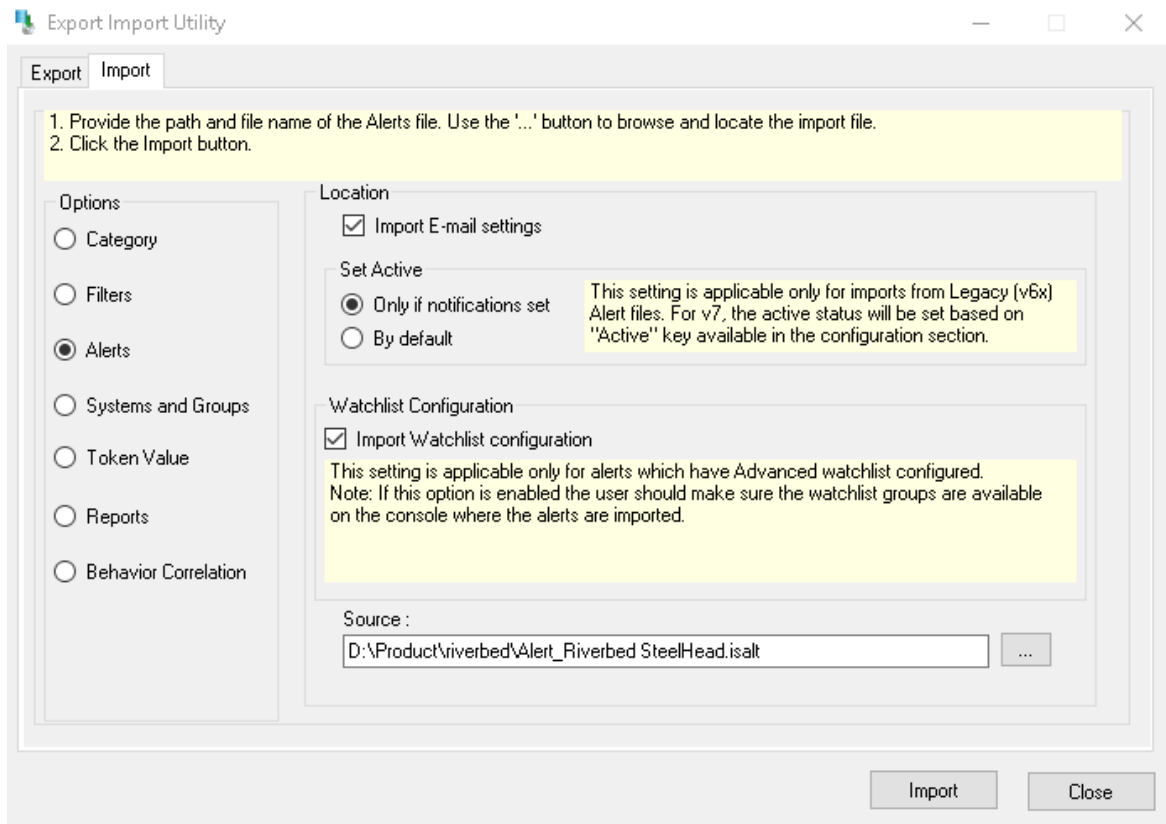 Export Import Utility
Export
Import
1. Provide the path and file name of the Alerts file. Use the '...' button to browse and locate the import file.
2. Click the Import button.
Options
Category
Filters
Alerts
Systems and Groups
Token Value
Reports
Behavior Correlation
Location
Import E-mail settings
Set Active
Only if notifications set
By default
This setting is applicable only for imports from Legacy (v6x)
Alert files. For v7, the active status will be set based on
"Active" key available in the configuration section.
Watchlist Configuration
Import Watchlist configuration
This setting is applicable only for alerts which have Advanced watchlist configured.
Note: If this option is enabled the user should make sure the watchlist groups are available
on the console where the alerts are imported.
Source :
D:\Product\riverbed\Alert_Riverbed SteelHead.isalt
...
Import
Close